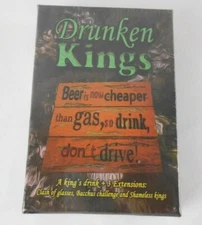 Drunken
Kings
Beer is now cheaper
than gas, so drink,
don't drive!
A king's drink + 3 Extensions:
Clash of glasses, Bacchus challenge and Shameless kings